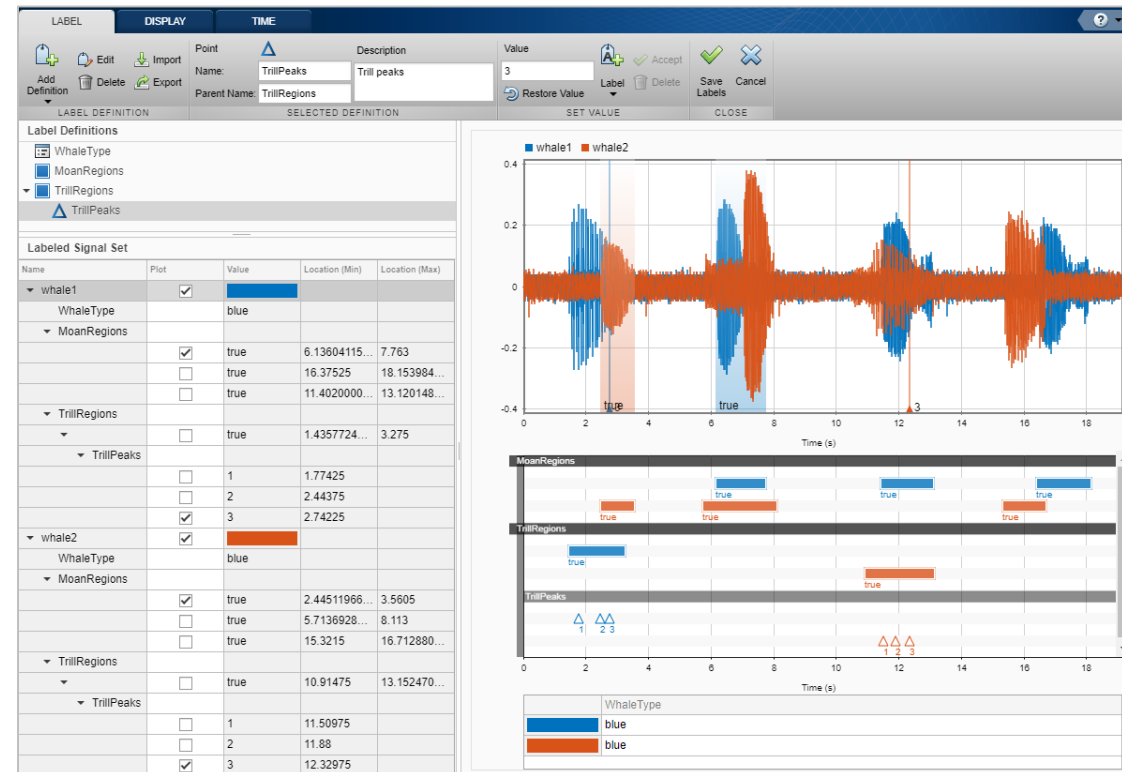 LABEL DISPLAY TIME
?
Add Definition
Edit
Delete
Import
Export
LABEL DEFINITION
Point
Name: TrillPeaks
Parent Name: TrillRegions
Description
Trill peaks
SELECTED DEFINITION
Value
3
Restore Value
Label
Accept
Delete
SET VALUE
Save Labels
Cancel
CLOSE
Label Definitions
WhaleType
MoanRegions
TrillRegions
TrillPeaks
Labeled Signal Set
Name Plot Value Location (Min) Location (Max)
whale1
WhaleType blue
MoanRegions
true 6.13604115... 7.763
true 16.37525 18.153984...
true 11.4020000... 13.120148...
TrillRegions
true 1.4357724... 3.275
TrillPeaks
1 1.77425
2 2.44375
3 2.74225
whale2
WhaleType blue
MoanRegions
true 2.44511966... 3.5605
true 5.7136928... 8.113
true 15.3215 16.712880...
TrillRegions
true 10.91475 13.152470...
TrillPeaks
1 11.50975
2 11.88
3 12.32975
whale1 whale2
0.4
0.2
0
-0.2
-0.4
true 3 true 3
0 2 4 6 8 10 12 14 16 18
Time (s)
MoanRegions
true true true
true true true
TrillRegions
true
true
TrillPeaks
1 2 3
1 2 3
0 2 4 6 8 10 12 14 16 18
Time (s)
WhaleType
blue
blue